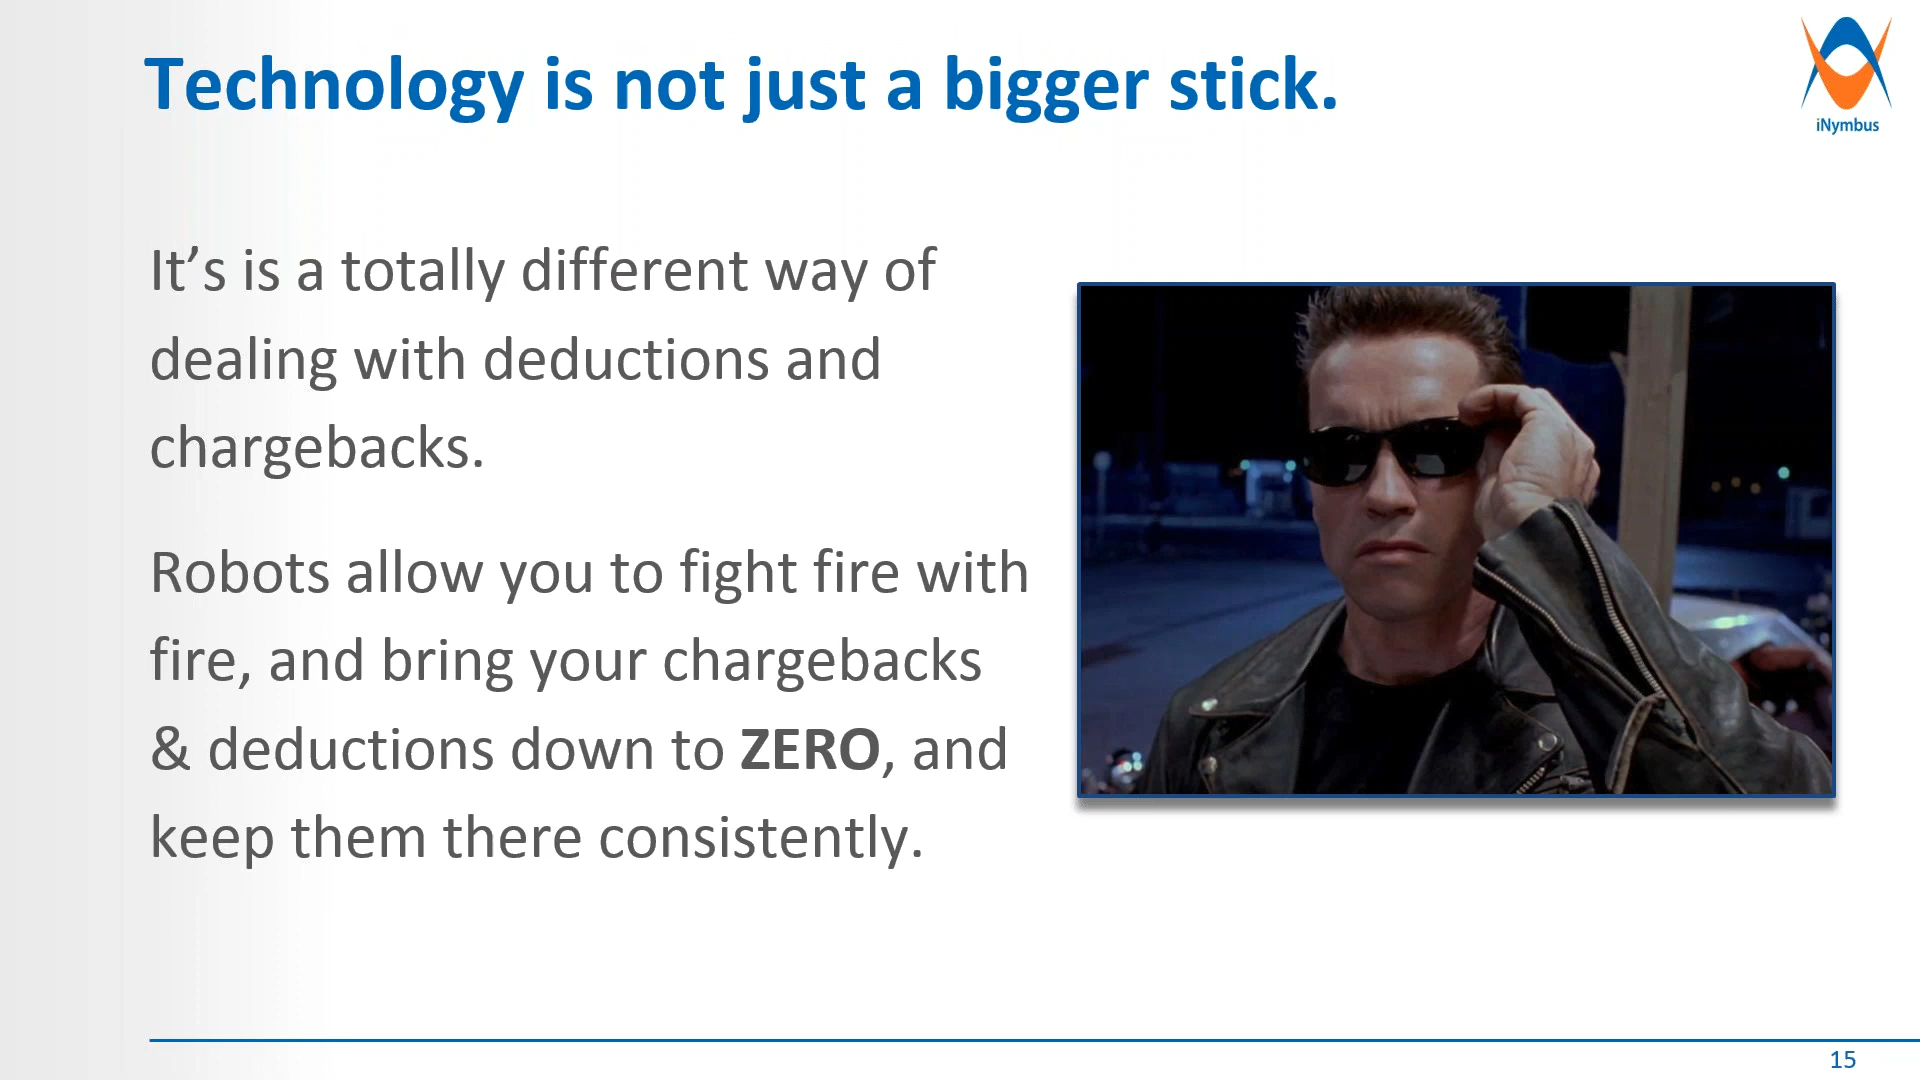 Technology is not just a bigger stick.
iNymbus
It’s is a totally different way of
dealing with deductions and
chargebacks.
Robots allow you to fight fire with
fire, and bring your chargebacks
& deductions down to ZERO, and
keep them there consistently.
15